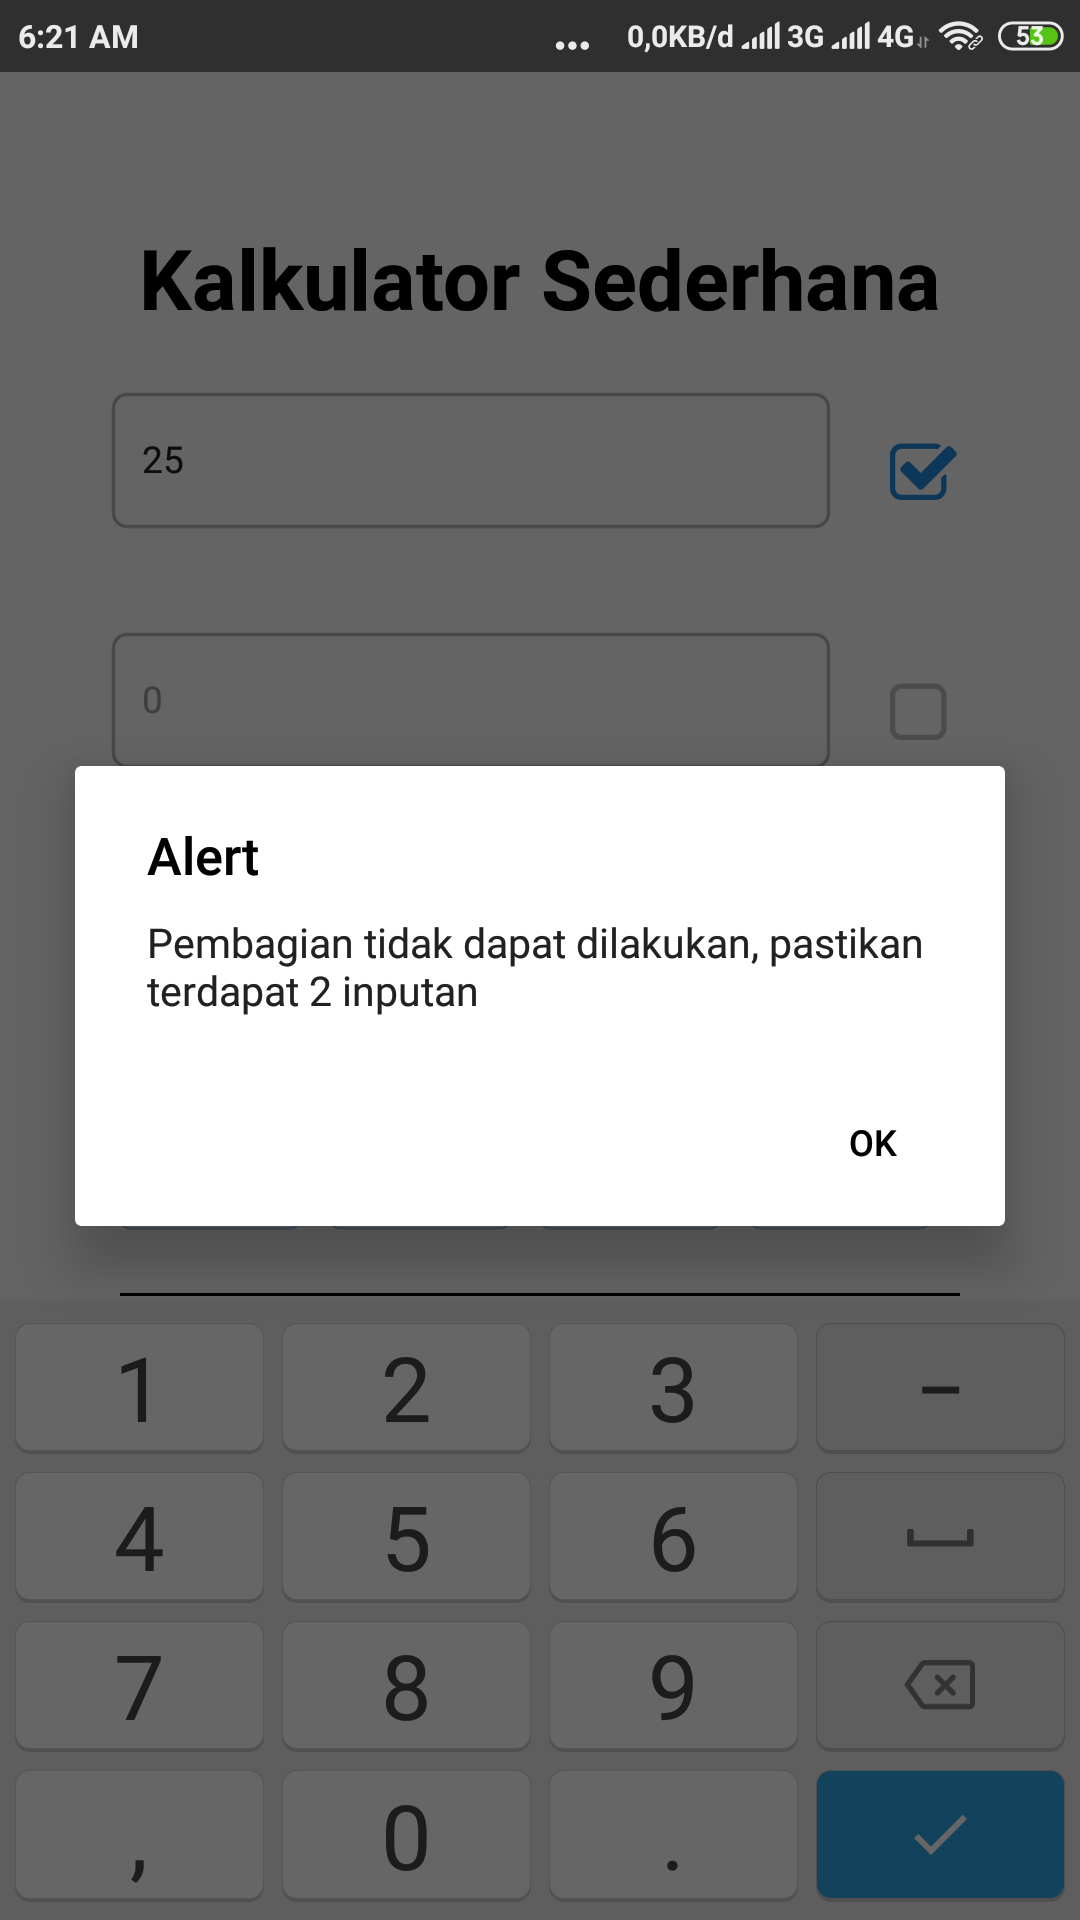 6:21 AM ... 0,0KB/d 3G 4G 53
Kalkulator Sederhana
25
0
Alert
Pembagian tidak dapat dilakukan, pastikan
terdapat 2 inputan
OK
1 2 3 –
4 5 6
7 8 9
, 0 .